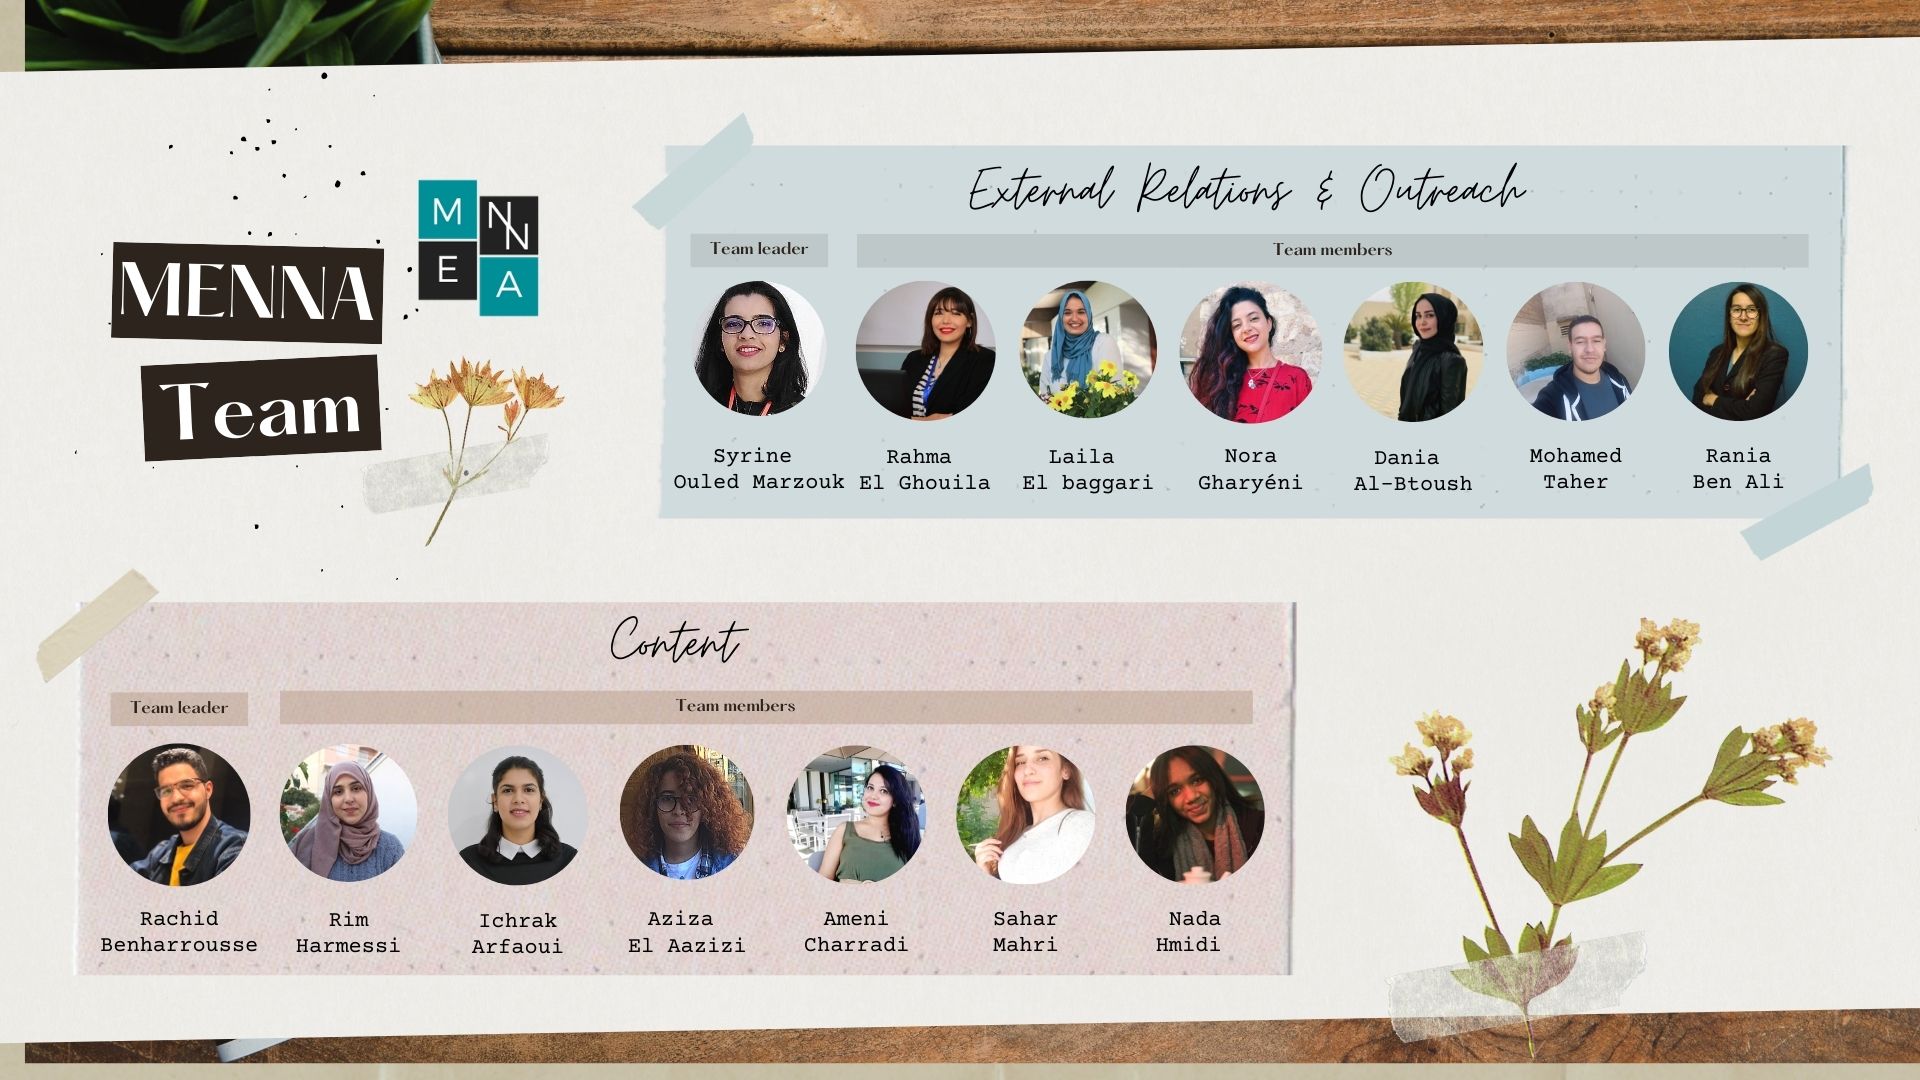 MENNA
Team
M
NN
E
A
External Relations & Outreach
Team leader
Team members
Syrine
Ouled Marzouk
Rahma
El Ghouila
Laila
El baggari
Nora
Gharyéni
Dania
Al-Btoush
Mohamed
Taher
Rania
Ben Ali
Content
Team leader
Team members
Rachid
Benharrousse
Rim
Harmessi
Ichrak
Arfaoui
Aziza
El Aazizi
Ameni
Charradi
Sahar
Mahri
Nada
Hmidi